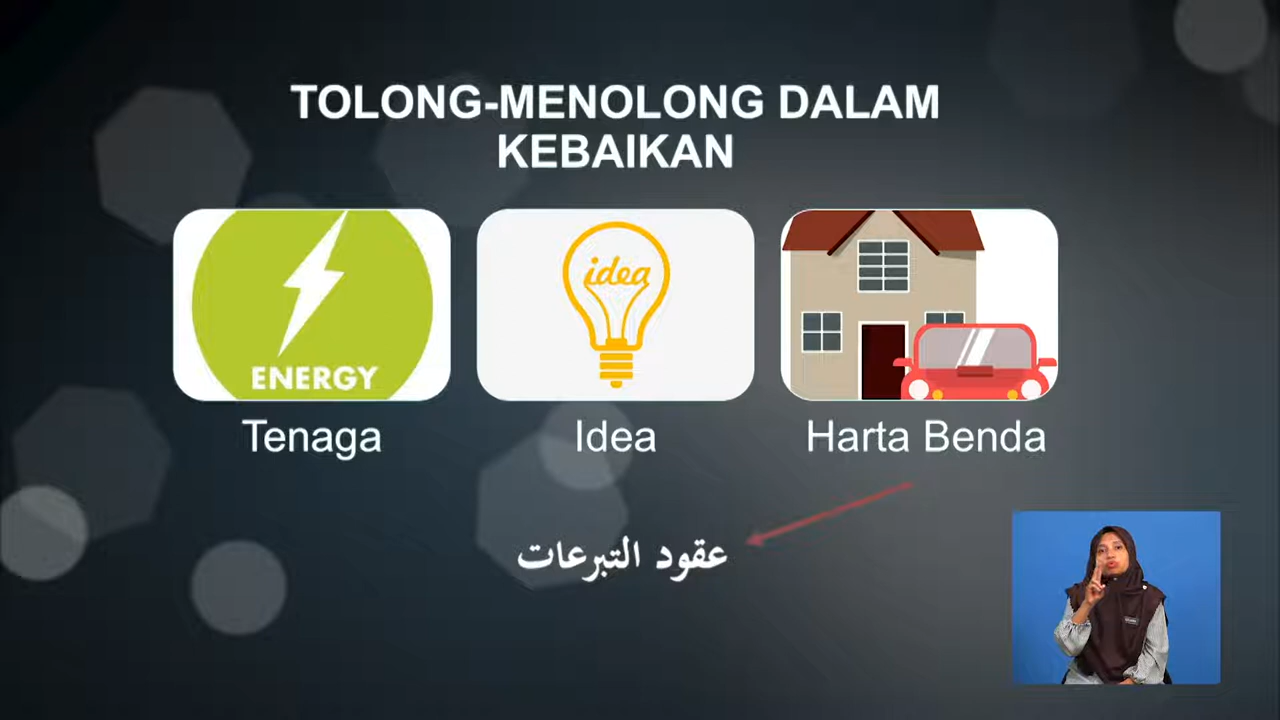 TOLONG-MENOLONG DALAM
KEBAIKAN
ENERGY
idea
Tenaga
Idea
Harta Benda
عقود التبرعات